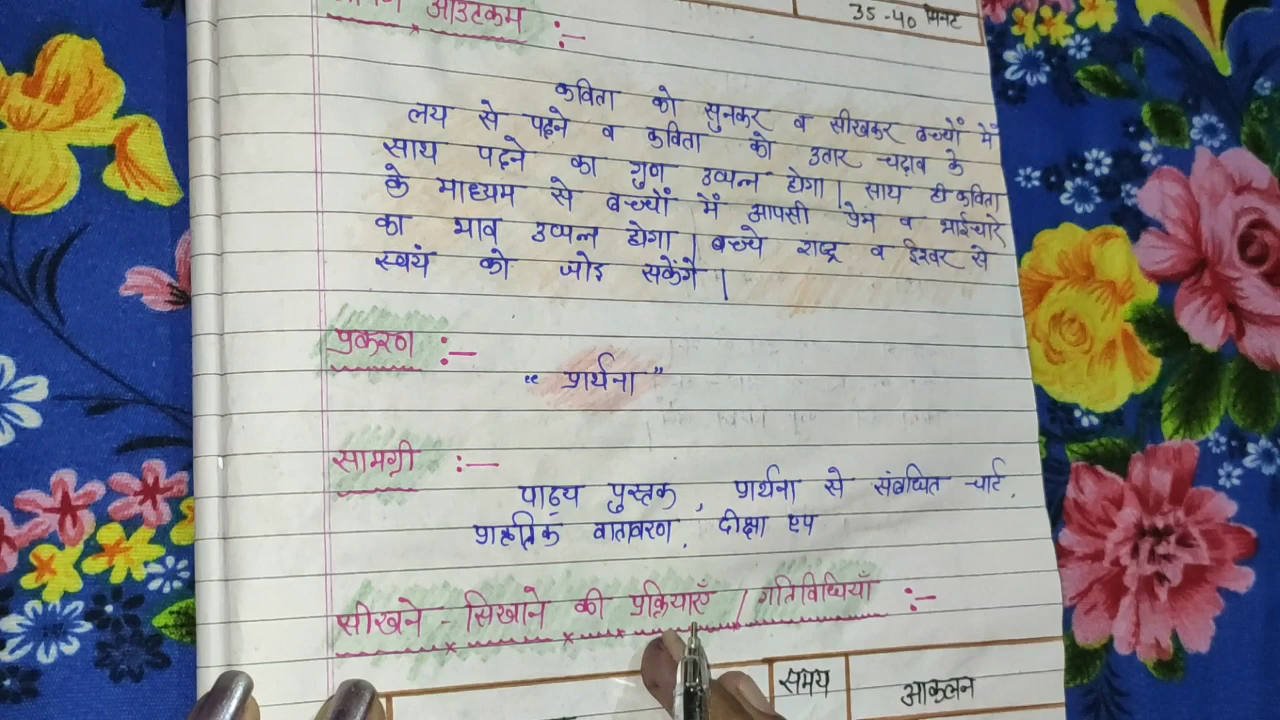 35-40 मिनट
आउटकम :-
कविता को सुनकर व सीखकर बच्चों में
लय से पढ़ने व कविता को उतार चढ़ाव के
साथ पढ़ने का गुण उत्पन्न होगा। साथ ही कविता
के माध्यम से बच्चों में आपसी प्रेम व भाईचारे
का भाव उत्पन्न होगा। बच्चे राष्ट्र व ईश्वर से
स्वयं को जोड़ सकेंगे।
प्रकरण :-
“ प्रार्थना ”
सामग्री :-
पाठ्य पुस्तक, प्रार्थना से संबंधित चार्ट,
प्राकृतिक वातावरण, दीक्षा एप
सीखने - सिखाने की प्रक्रियाएँ / गतिविधियाँ :-
समय आकलन